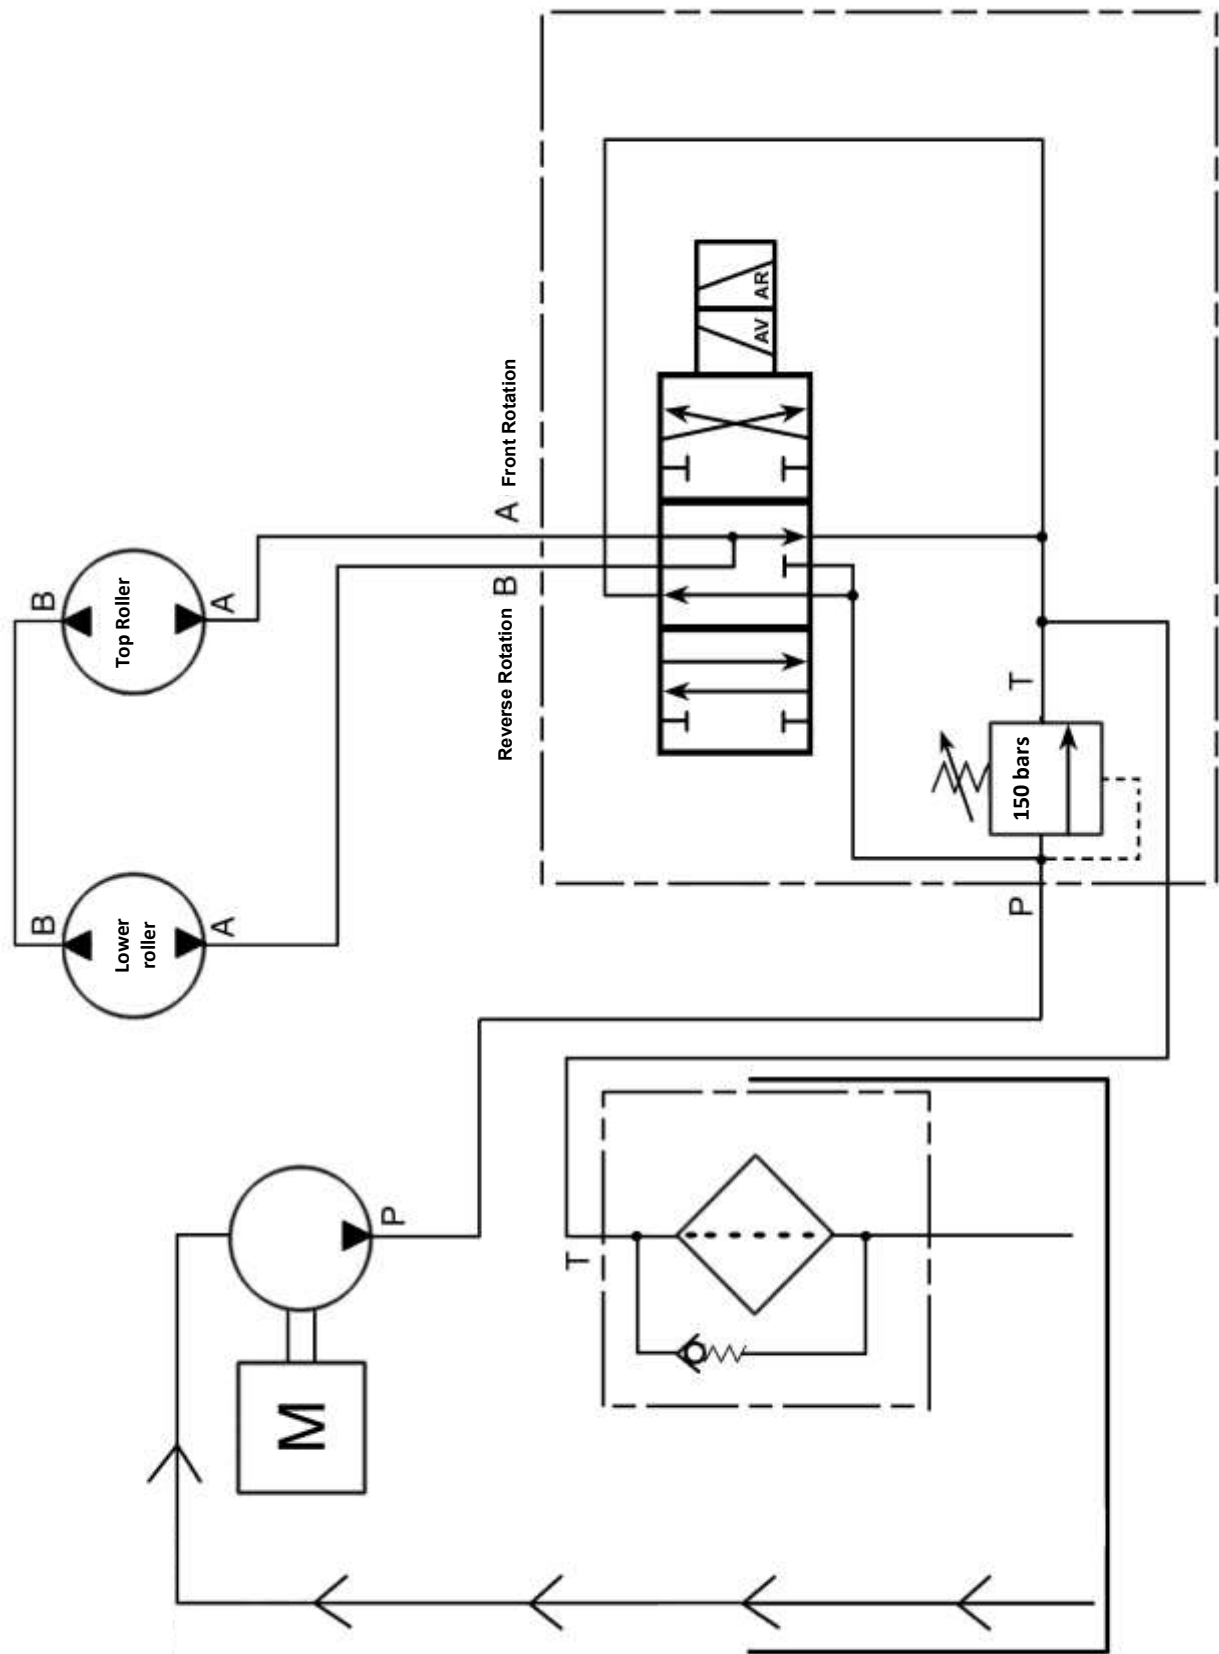 B
Top Roller
A
B
Lower
roller
A
A Front Rotation
Reverse Rotation B
AV
AR
T
150 bars
P
P
M
T